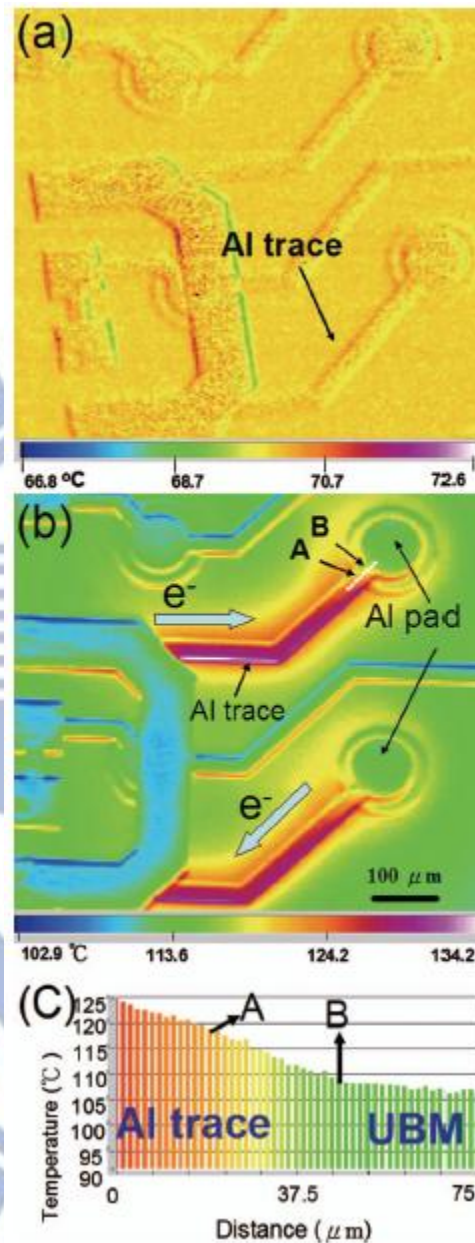 (a)
Al trace
66.8 °C 68.7 70.7 72.6
(b)
B
A
e-
Al pad
Al trace
e-
100 μm
102.9 °C 113.6 124.2 134.2
(C)
A
B
125
120
115
110
105
100
95
90
Temperature (℃)
Al trace
UBM
0 37.5 75
Distance (μm)